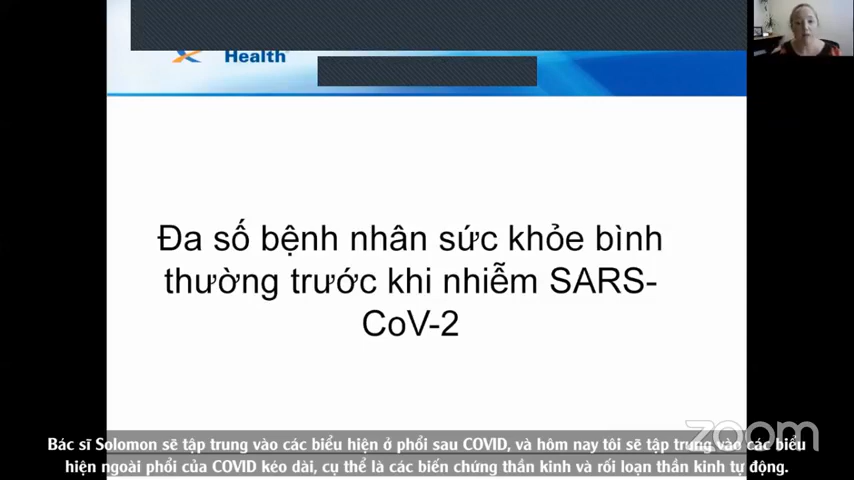 Health
Đa số bệnh nhân sức khỏe bình
thường trước khi nhiễm SARS-
CoV-2
zoom
Bác sĩ Solomon sẽ tập trung vào các biểu hiện ở phổi sau COVID, và hôm nay tôi sẽ tập trung vào các biểu
hiện ngoài phổi của COVID kéo dài, cụ thể là các biến chứng thần kinh và rối loạn thần kinh tự động.